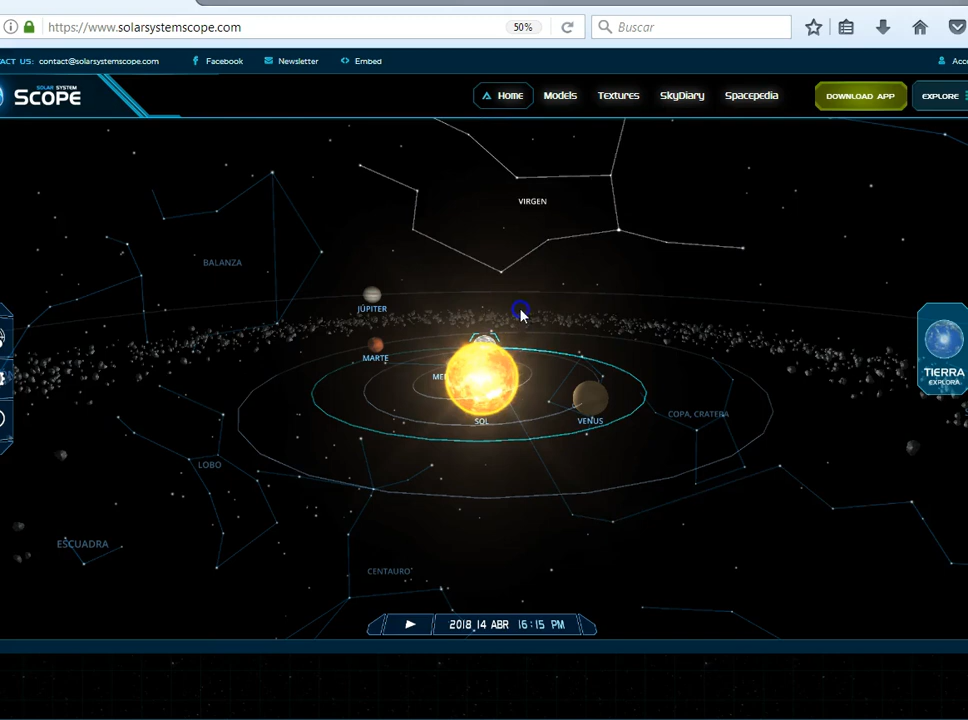 https://www.solarsystemscope.com
50%
Buscar
ACT US: contact@solarsystemscope.com
Facebook
Newsletter
Embed
Acc
SOLAR SYSTEM
SCOPE
Home
Models
Textures
SkyDiary
Spacepedia
DOWNLOAD APP
EXPLORE
VIRGEN
BALANZA
JÚPITER
MARTE
ME
SOL
VENUS
COPA, CRATERA
TIERRA
EXPLORA
LOBO
ESCUADRA
CENTAURO
2018 14 ABR 16:15 PM